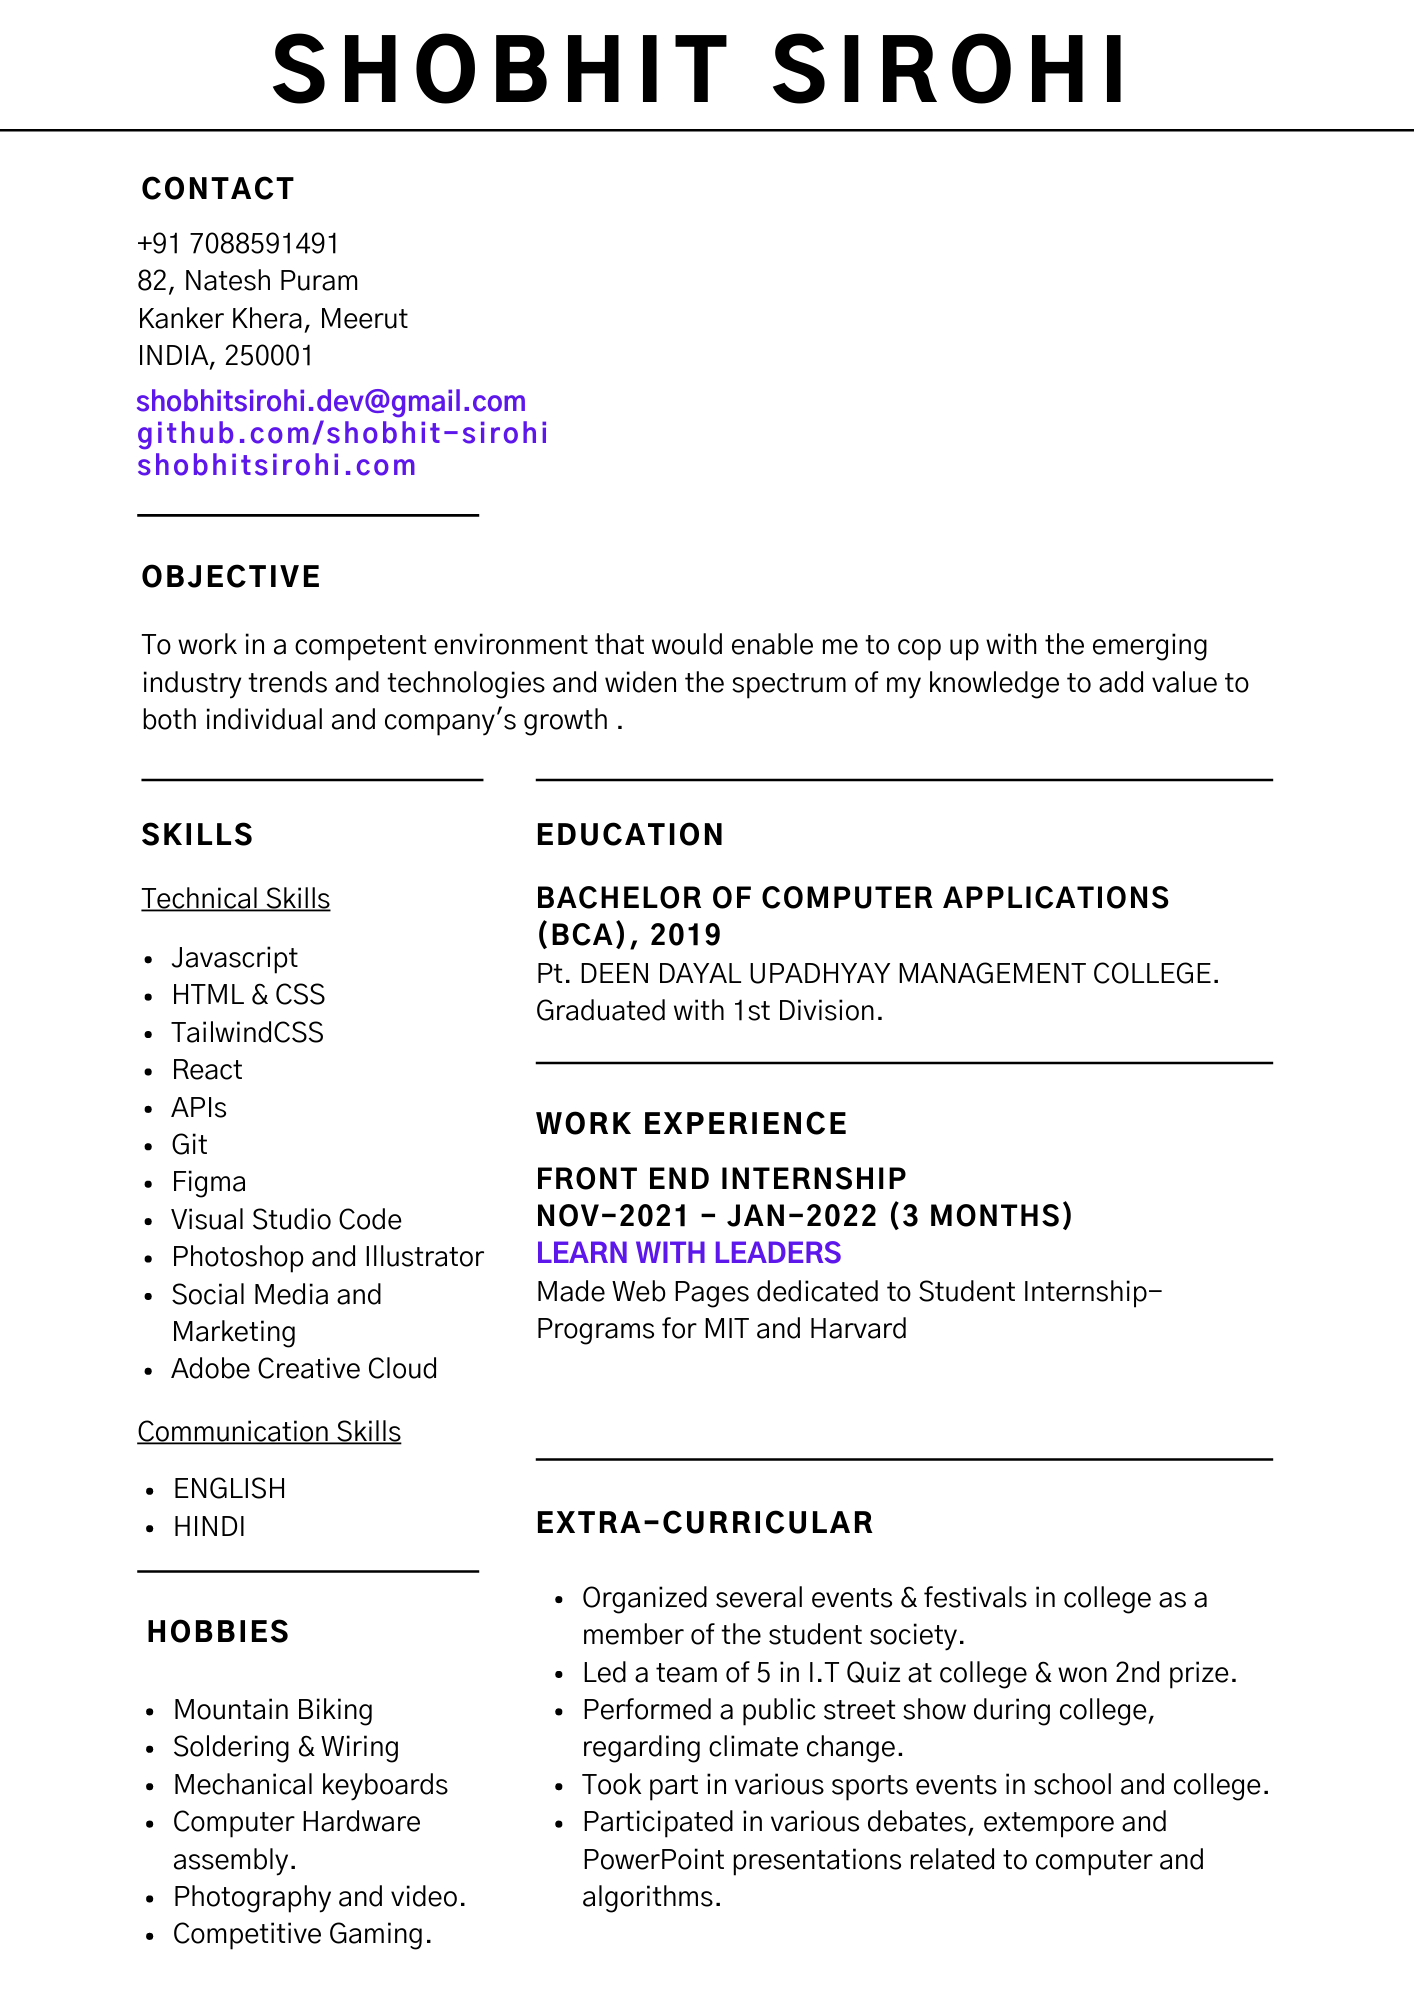 SHOBHIT SIROHI
CONTACT
+91 7088591491
82, Natesh Puram
Kanker Khera, Meerut
INDIA, 250001
shobhitsirohi.dev@gmail.com
github.com/shobhit-sirohi
shobhitsirohi.com
OBJECTIVE
To work in a competent environment that would enable me to cop up with the emerging
industry trends and technologies and widen the spectrum of my knowledge to add value to
both individual and company's growth .
SKILLS
Technical Skills
• Javascript
• HTML & CSS
• TailwindCSS
• React
• APIs
• Git
• Figma
• Visual Studio Code
• Photoshop and Illustrator
• Social Media and
Marketing
• Adobe Creative Cloud
Communication Skills
• ENGLISH
• HINDI
HOBBIES
• Mountain Biking
• Soldering & Wiring
• Mechanical keyboards
• Computer Hardware
assembly.
• Photography and video.
• Competitive Gaming.
EDUCATION
BACHELOR OF COMPUTER APPLICATIONS
(BCA), 2019
Pt. DEEN DAYAL UPADHYAY MANAGEMENT COLLEGE.
Graduated with 1st Division.
WORK EXPERIENCE
FRONT END INTERNSHIP
NOV-2021 - JAN-2022 (3 MONTHS)
LEARN WITH LEADERS
Made Web Pages dedicated to Student Internship-
Programs for MIT and Harvard
EXTRA-CURRICULAR
• Organized several events & festivals in college as a
member of the student society.
• Led a team of 5 in I.T Quiz at college & won 2nd prize.
• Performed a public street show during college,
regarding climate change.
• Took part in various sports events in school and college.
• Participated in various debates, extempore and
PowerPoint presentations related to computer and
algorithms.